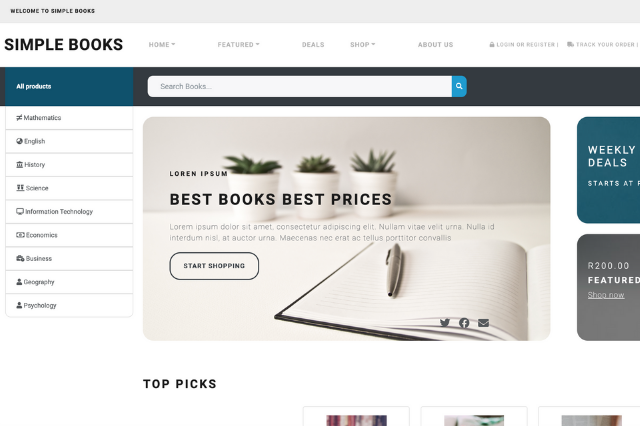 WELCOME TO SIMPLE BOOKS
SIMPLE BOOKS
HOME
FEATURED
DEALS
SHOP
ABOUT US
LOGIN OR REGISTER |
TRACK YOUR ORDER |
All products
Search Books...
Mathematics
English
History
Science
Information Technology
Economics
Business
Geography
Psychology
LOREN IPSUM
BEST BOOKS BEST PRICES
Lorem ipsum dolor sit amet, consectetur adipiscing elit. Nullam vitae velit urna. Nulla id
interdum nisl, at auctor urna. Maecenas nec erat ac tellus porttitor convallis
START SHOPPING
WEEKLY
DEALS
STARTS AT
R200.00
FEATURED
Shop now
TOP PICKS